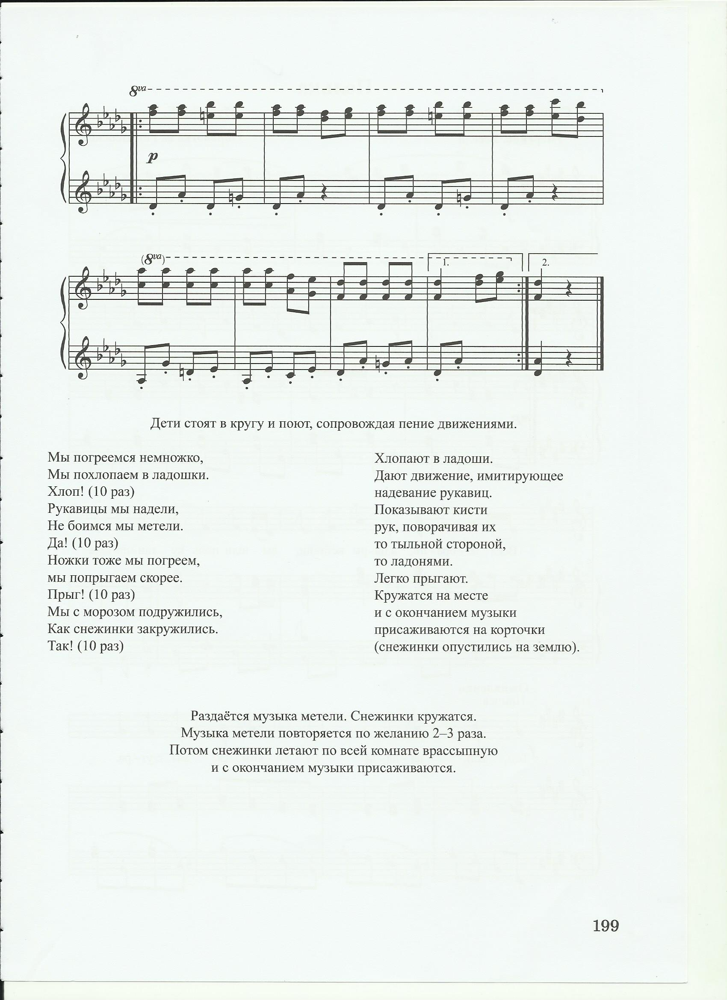 8va
p
(8va)
1.
2.
Дети стоят в кругу и поют, сопровождая пение движениями.
Мы погреемся немножко,
Мы похлопаем в ладошки.
Хлоп! (10 раз)
Рукавицы мы надели,
Не боимся мы метели.
Да! (10 раз)
Ножки тоже мы погреем,
мы попрыгаем скорее.
Прыг! (10 раз)
Мы с морозом подружились,
Как снежинки закружились.
Так! (10 раз)
Хлопают в ладоши.
Дают движение, имитирующее
надевание рукавиц.
Показывают кисти
рук, поворачивая их
то тыльной стороной,
то ладонями.
Легко прыгают.
Кружатся на месте
и с окончанием музыки
присаживаются на корточки
(снежинки опустились на землю).
Раздаётся музыка метели. Снежинки кружатся.
Музыка метели повторяется по желанию 2–3 раза.
Потом снежинки летают по всей комнате врассыпную
и с окончанием музыки присаживаются.
199